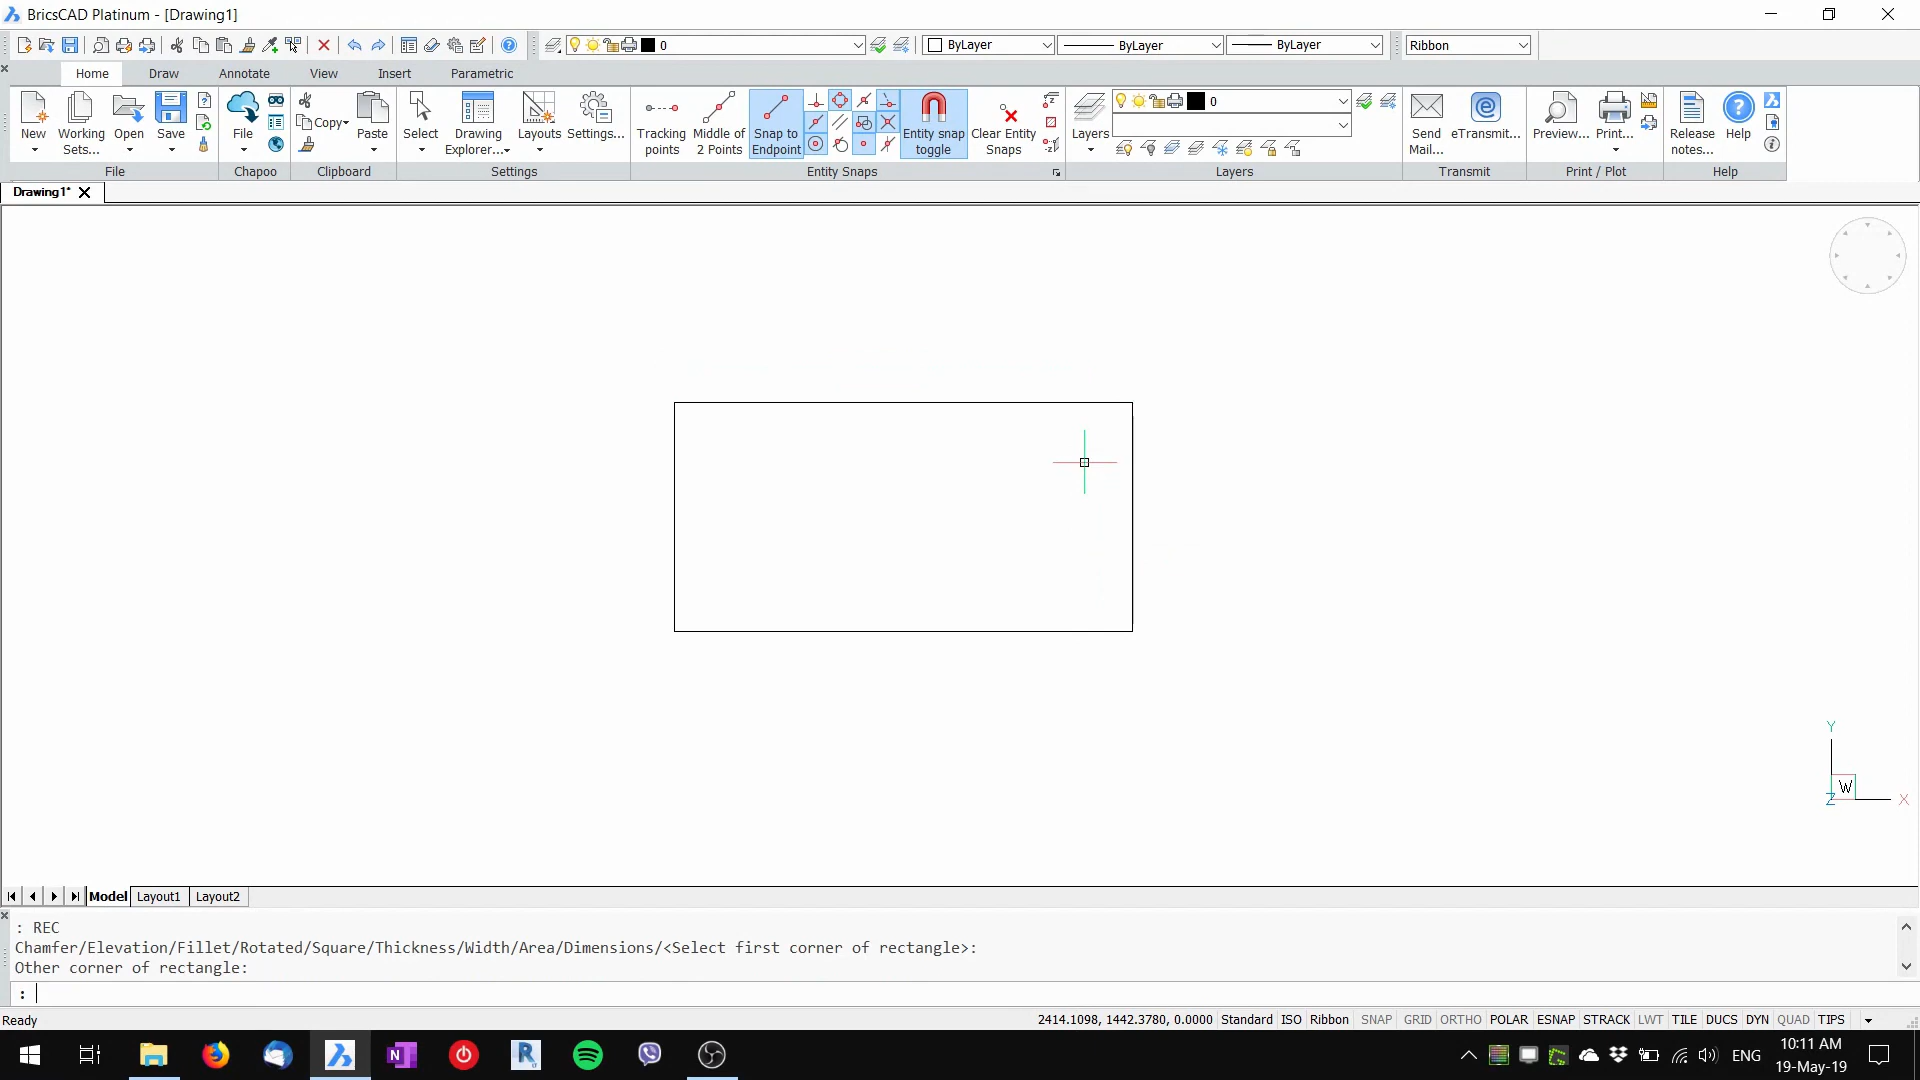 BricsCAD Platinum - [Drawing1]
0
ByLayer
ByLayer
ByLayer
Ribbon
Home
Draw
Annotate
View
Insert
Parametric
New
Working Sets...
Open
Save
File
Copy
Paste
Select
Drawing Explorer...
Layouts
Settings...
Tracking points
Middle of 2 Points
Snap to Endpoint
Entity snap toggle
Clear Entity Snaps
Layers
0
Send Mail...
eTransmit...
Preview...
Print...
Release notes...
Help
File
Chapoo
Clipboard
Settings
Entity Snaps
Layers
Transmit
Print / Plot
Help
Drawing1*
Y
W
Z
X
Model
Layout1
Layout2
: REC
Chamfer/Elevation/Fillet/Rotated/Square/Thickness/Width/Area/Dimensions/<Select first corner of rectangle>:
Other corner of rectangle:
:
Ready
2414.1098, 1442.3780, 0.0000
Standard
ISO
Ribbon
SNAP
GRID
ORTHO
POLAR
ESNAP
STRACK
LWT
TILE
DUCS
DYN
QUAD
TIPS
ENG
10:11 AM
19-May-19